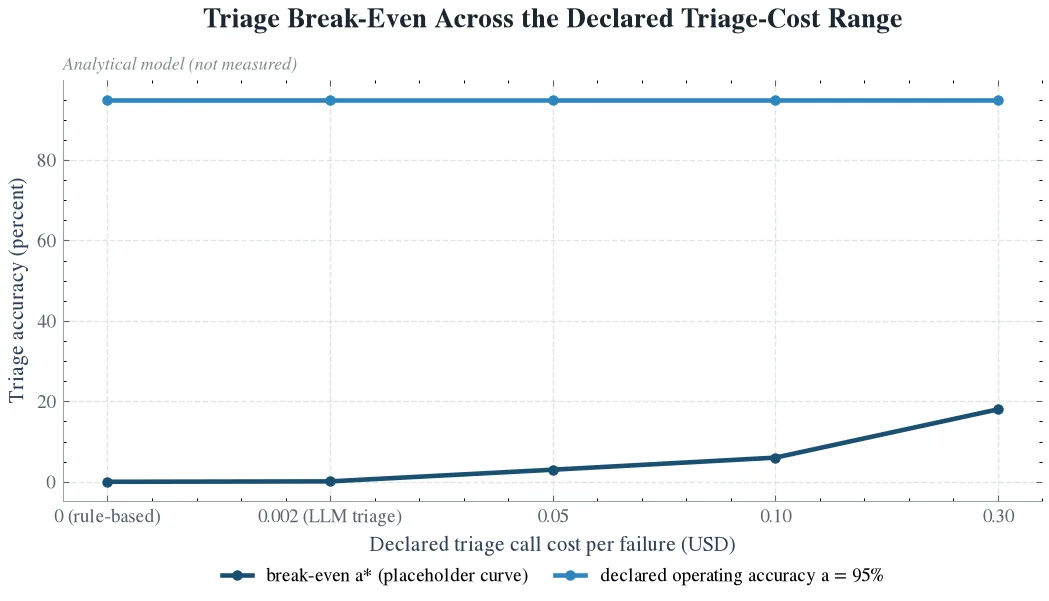 Triage Break-Even Across the Declared Triage-Cost Range
Analytical model (not measured)
Triage accuracy (percent)
80
60
40
20
0
0 (rule-based)
0.002 (LLM triage)
0.05
0.10
0.30
Declared triage call cost per failure (USD)
break-even a* (placeholder curve)
declared operating accuracy a = 95%